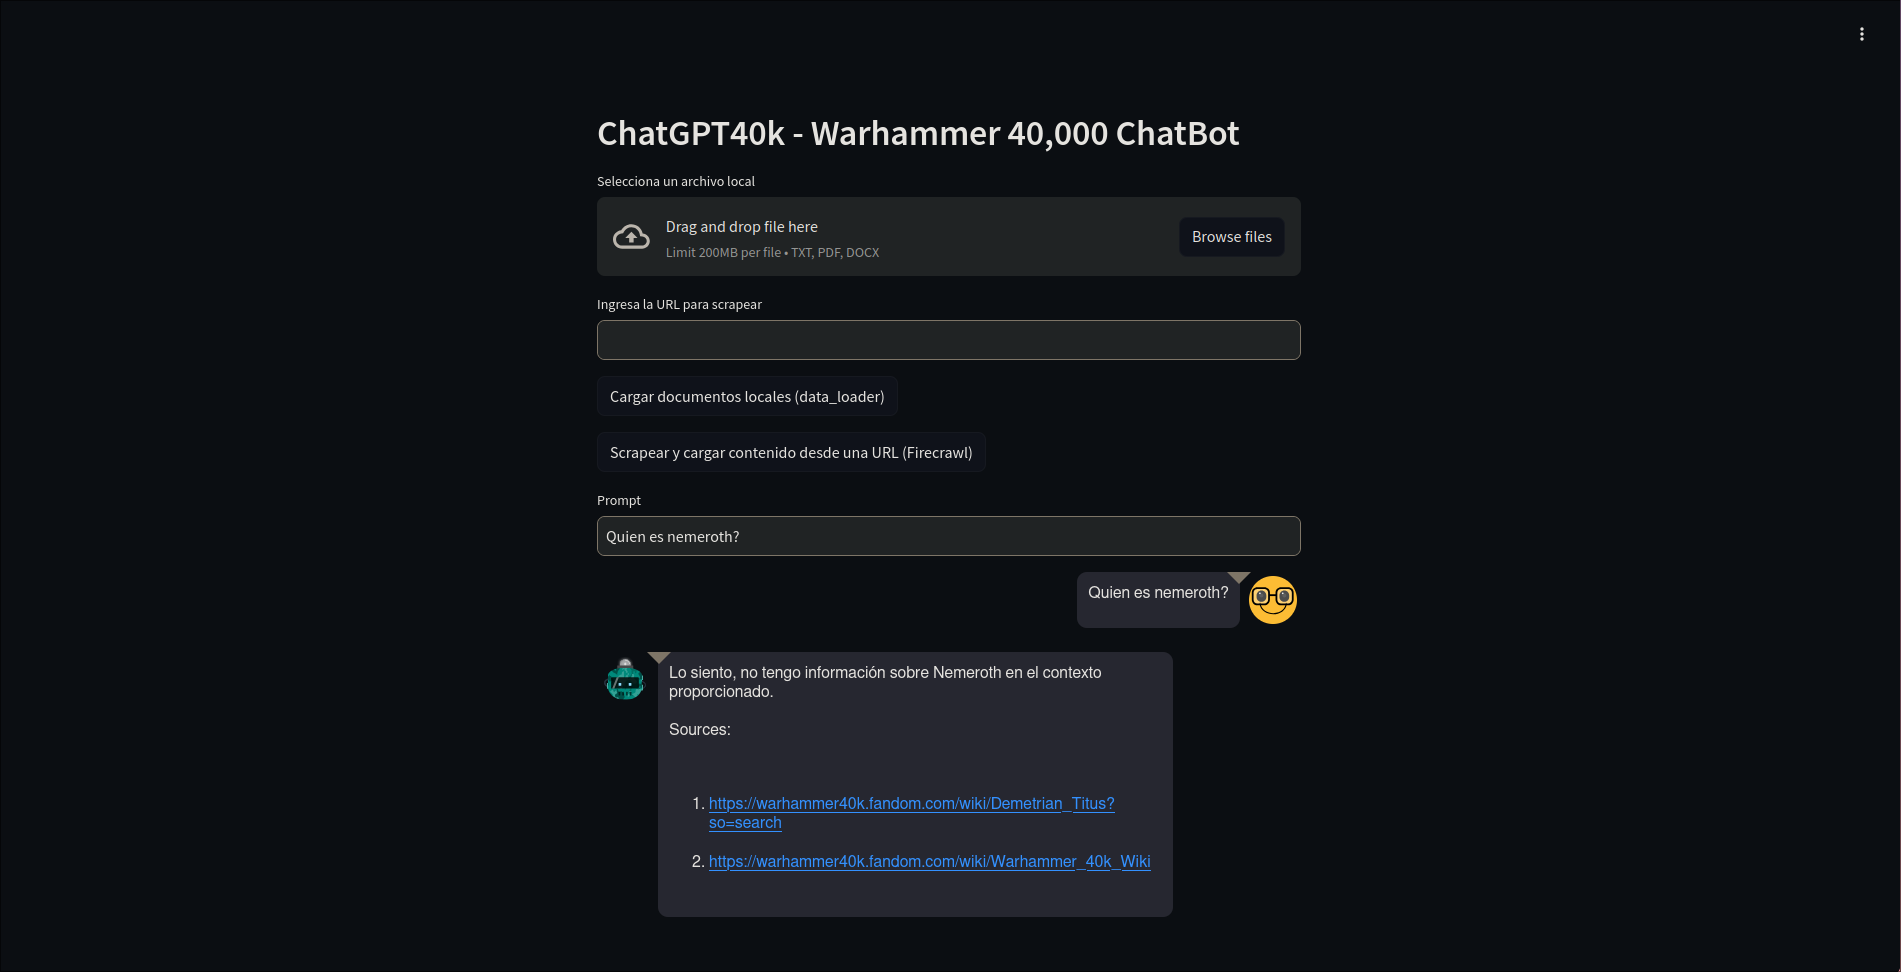 ChatGPT40k - Warhammer 40,000 ChatBot
Selecciona un archivo local
Drag and drop file here
Limit 200MB per file • TXT, PDF, DOCX
Browse files
Ingresa la URL para scrapear
Cargar documentos locales (data_loader)
Scrapear y cargar contenido desde una URL (Firecrawl)
Prompt
Quien es nemeroth?
Quien es nemeroth?
Lo siento, no tengo información sobre Nemeroth en el contexto
proporcionado.
Sources:
1. https://warhammer40k.fandom.com/wiki/Demetrian_Titus?
so=search
2. https://warhammer40k.fandom.com/wiki/Warhammer_40k_Wiki